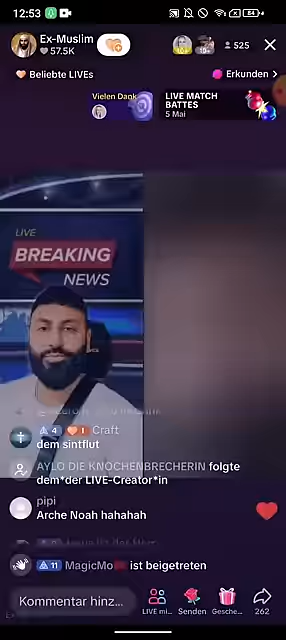 12:53
Ex-Muslim
57.5K
525
Beliebte LIVEs
Erkunden >
Vielen Dank
LIVE MATCH
BATTES
5 Mai
LIVE
BREAKING
NEWS
4 1 Craft
dem sintflut
AYLO DIE KNOCHENBRECHERIN folgte
dem*der LIVE-Creator*in
pipi
Arche Noah hahahah
11 MagicMo ist beigetreten
Kommentar hinz...
LIVE mi...
Senden
Gesche...
262